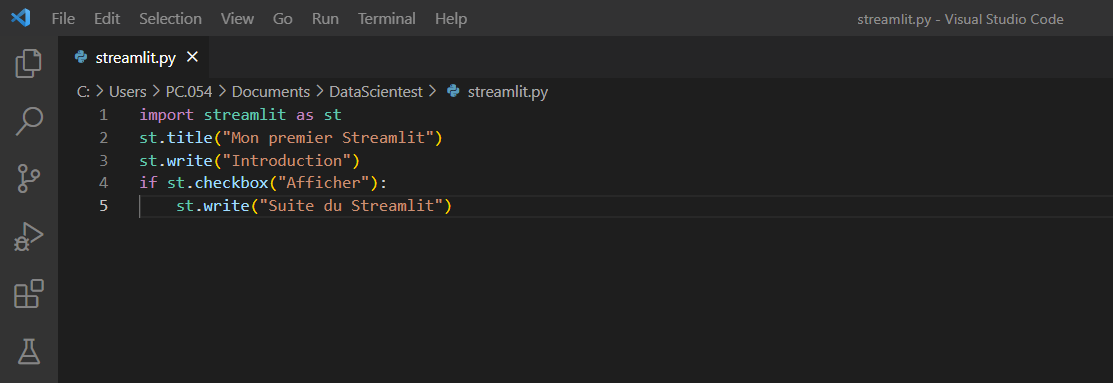 File Edit Selection View Go Run Terminal Help streamlit.py - Visual Studio Code
streamlit.py ×
C: > Users > PC.054 > Documents > DataScientest > streamlit.py
1 import streamlit as st
2 st.title("Mon premier Streamlit")
3 st.write("Introduction")
4 if st.checkbox("Afficher"):
5 st.write("Suite du Streamlit")